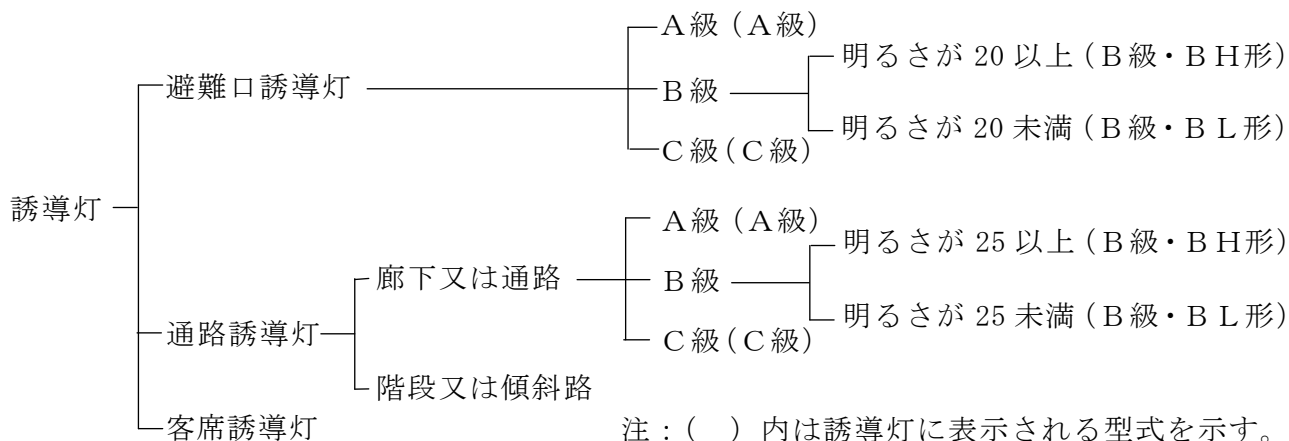 誘導灯
避難口誘導灯
A級(A級)
B級
明るさが 20 以上(B級・BH形)
明るさが 20 未満(B級・BL形)
C級(C級)
通路誘導灯
廊下又は通路
A級(A級)
B級
明るさが 25 以上(B級・BH形)
明るさが 25 未満(B級・BL形)
C級(C級)
階段又は傾斜路
客席誘導灯
注:( )内は誘導灯に表示される型式を示す。